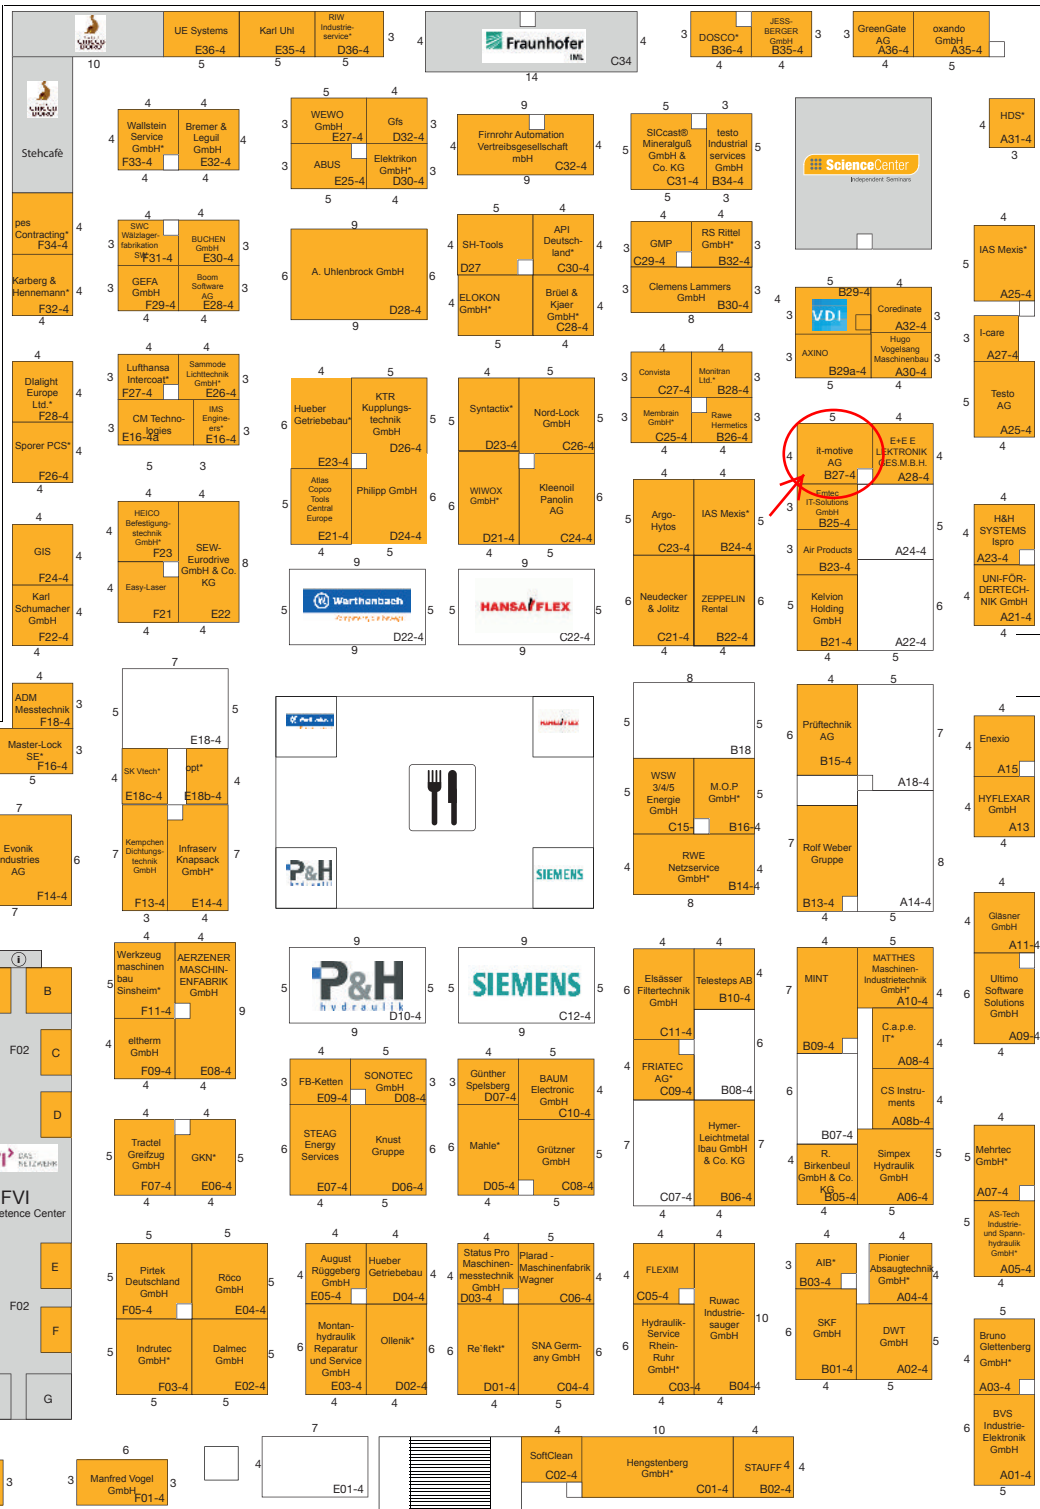 UE Systems
E36-4
Karl Uhl
E35-4
RIW
Industrie-
service*
D36-4
Fraunhofer
IML
C34
DOSCO*
B36-4
JESS-
BERGER
GmbH
B35-4
GreenGate
AG
A36-4
oxando
GmbH
A35-4
10
5
5
5
3
4
14
4
3
4
4
3
3
4
5
Stehcafè
Wallstein
Service
GmbH*
F33-4
Bremer &
Leguil
GmbH
E32-4
WEWO
GmbH
E27-4
Gfs
D32-4
ABUS
E25-4
Elektrikon
GmbH*
D30-4
Firnrohr Automation
Vertreibsgesellschaft
mbH
C32-4
SICcast®
Mineralguß
GmbH &
Co. KG
C31-4
testo
Industrial
services
GmbH
B34-4
ScienceCenter
Independent Seminars
HDS*
A31-4
pes
Contracting*
F34-4
Karberg &
Hennemann*
F32-4
SWC
Wälzlager-
fabrikation
F31-4
BUCHEN
GmbH
E30-4
GEFA
GmbH
F29-4
Boom
Software
AG
E28-4
A. Uhlenbrock GmbH
D28-4
SH-Tools
D27
API
Deutsch-
land*
C30-4
ELOKON
GmbH*
Brüel &
Kjaer
GmbH*
C28-4
GMP
C29-4
RS Rittel
GmbH*
B32-4
Clemens Lammers
GmbH
B30-4
VDI
B29-4
Coredinate
A32-4
AXINO
B29a-4
Hugo
Vogelsang
Maschinenbau
A30-4
IAS Mexis*
A25-4
I-care
A27-4
Testo
AG
A25-4
Dlalight
Europe
Ltd.*
F28-4
Sporer PCS*
F26-4
Lufthansa
Intercoat*
F27-4
Sammode
Lichttechnik
GmbH*
E26-4
CM Techno-
logies
E16-4a
IMS
Engine-
ers*
E16-4
Hueber
Getriebebau*
E23-4
KTR
Kupplungs-
technik
GmbH
D26-4
Atlas
Copco
Tools
Central
Europe
E21-4
Philipp GmbH
D24-4
Syntactix*
D23-4
Nord-Lock
GmbH
C26-4
WIWOX
GmbH*
D21-4
Kleenoil
Panolin
AG
C24-4
Convista
C27-4
Monitran
Ltd.*
B28-4
Membrain
GmbH*
C25-4
Rawe
Hermetics
B26-4
Argo-
Hytos
C23-4
IAS Mexis*
B24-4
Neudecker
& Jolitz
C21-4
ZEPPELIN
Rental
B22-4
it-motive
AG
B27-4
E+E E
LEKTRONIK
GES.M.B.H.
A28-4
Emtec
IT-Solutions
GmbH
B25-4
Air Products
B23-4
Kelvion
Holding
GmbH
B21-4
A24-4
A22-4
H&H
SYSTEMS
Ispro
A23-4
UNI-FÖR-
DERTECH-
NIK GmbH
A21-4
GIS
F24-4
Karl
Schumacher
GmbH
F22-4
HEICO
Befestigung-
stechnik
GmbH*
F23
SEW-
Eurodrive
GmbH & Co.
KG
E22
Easy-Laser
F21
Warthenbach
D22-4
HANSA FLEX
C22-4
ADM
Messtechnik
F18-4
Master-Lock
SE*
F16-4
E18-4
SK Vtech*
E18c-4
opt*
E18b-4
Kempchen
Dichtungs-
technik
GmbH
F13-4
Infraserv
Knapsack
GmbH*
E14-4
Evonik
ndustries
AG
F14-4
P&H
SIEMENS
B18
WSW
3/4/5
Energie
GmbH
C15-
M.O.P
GmbH*
B16-4
RWE
Netzservice
GmbH*
B14-4
Prüftechnik
AG
B15-4
A18-4
Rolf Weber
Gruppe
B13-4
A14-4
Enexio
A15
HYFLEXAR
GmbH
A13
Gläsner
GmbH
A11-4
Ultimo
Software
Solutions
GmbH
A09-4
B
F02
C
D
DAS
NETZWERK
FVI
etence Center
E
F02
F
G
Werkzeug
maschinen
bau
Sinsheim*
F11-4
AERZENER
MASCHIN-
ENFABRIK
GmbH
E08-4
eltherm
GmbH
F09-4
Tractel
Greifzug
GmbH
F07-4
GKN*
E06-4
P&H
hydraulik
D10-4
SIEMENS
C12-4
Elsässer
Filtertechnik
GmbH
C11-4
Telesteps AB
B10-4
FRIATEC
AG*
C09-4
B08-4
C07-4
Hymer-
Leichtmetal
lbau GmbH
& Co. KG
B06-4
MINT
B09-4
MATTHES
Maschinen-
Industrietechnik
GmbH*
A10-4
C.a.p.e.
IT*
A08-4
CS Instru-
ments
A08b-4
B07-4
R.
Birkenbeul
GmbH & Co.
KG
B05-4
Simpex
Hydraulik
GmbH
A06-4
Mehrtec
GmbH*
A07-4
AS-Tech
Industrie-
und Spann-
hydraulik
GmbH*
A05-4
FB-Ketten
E09-4
SONOTEC
GmbH
D08-4
STEAG
Energy
Services
E07-4
Knust
Gruppe
D06-4
Günther
Spelsberg
D07-4
BAUM
Electronic
GmbH
C10-4
Mahle*
D05-4
Grützner
GmbH
C08-4
Pirtek
Deutschland
GmbH
F05-4
Röco
GmbH
E04-4
Indrutec
GmbH*
F03-4
Dalmec
GmbH
E02-4
August
Rüggeberg
GmbH
E05-4
Hueber
Getriebebau
D04-4
Montan-
hydraulik
Reparatur
und Service
GmbH
E03-4
Ollenik*
D02-4
Status Pro
Maschinen-
messtechnik
GmbH
D03-4
Plarad -
Maschinenfabrik
Wagner
C06-4
Re`flekt*
D01-4
SNA Germ-
any GmbH
C04-4
FLEXIM
C05-4
Ruwac
Industrie-
sauger
GmbH
B04-4
Hydraulik-
Service
Rhein-
Ruhr
GmbH*
C03-4
AIB*
B03-4
Pionier
Absaugtechnik
GmbH*
A04-4
SKF
GmbH
B01-4
DWT
GmbH
A02-4
Bruno
Glettenberg
GmbH*
A03-4
BVS
Industrie-
Elektronik
GmbH
A01-4
Manfred Vogel
GmbH
F01-4
E01-4
SoftClean
C02-4
Hengstenberg
GmbH*
C01-4
STAUFF
B02-4